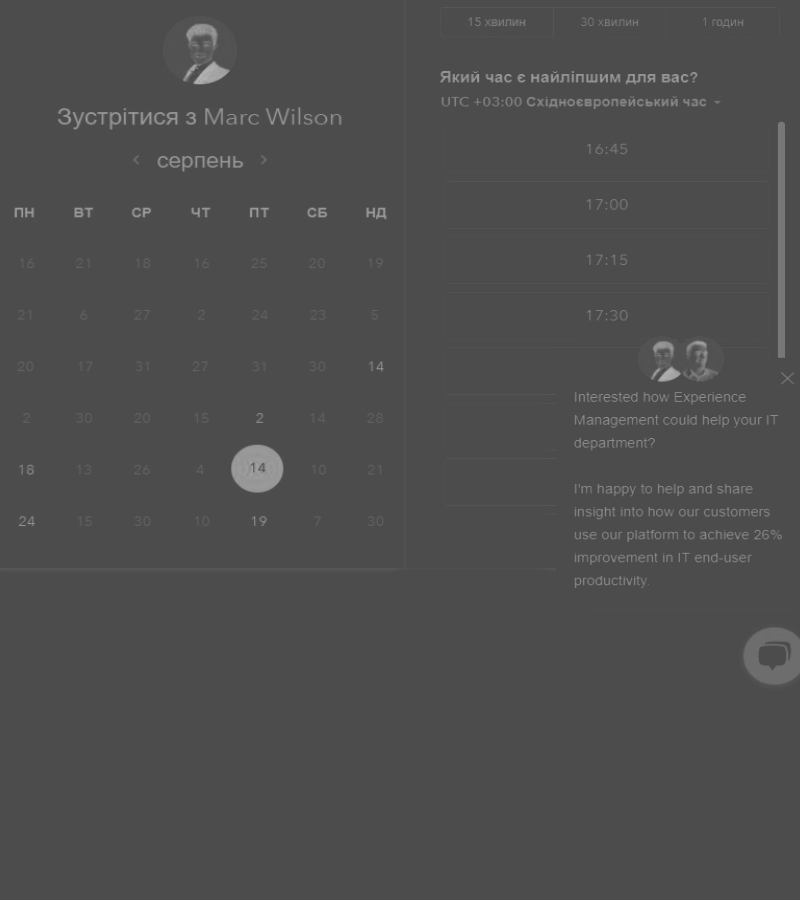 Зустрітися з Marc Wilson
серпень
ПН ВТ СР ЧТ ПТ СБ НД
16 21 18 16 25 20 19
21 6 27 2 24 23 5
20 17 31 27 31 30 14
2 30 20 15 2 14 28
18 13 26 4 14 10 21
24 15 30 10 19 7 30
15 хвилин 30 хвилин 1 годин
Який час є найліпшим для вас?
UTC +03:00 Східноєвропейський час
16:45
17:00
17:15
17:30
Interested how Experience
Management could help your IT
department?
I'm happy to help and share
insight into how our customers
use our platform to achieve 26%
improvement in IT end-user
productivity.